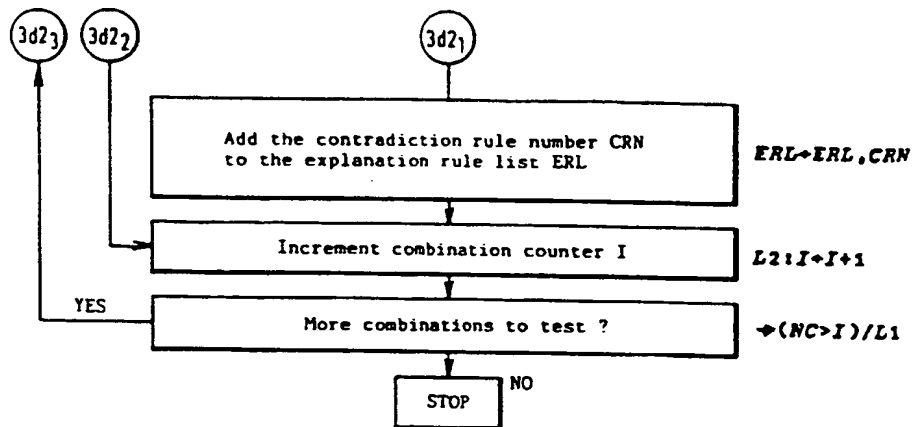 3d2₃ 3d2₂ 3d2₁
Add the contradiction rule number CRN
to the explanation rule list ERL
ERL←ERL,CRN
Increment combination counter I
L2:I←I+1
YES
More combinations to test ?
→(NC>I)/L1
NO
STOP